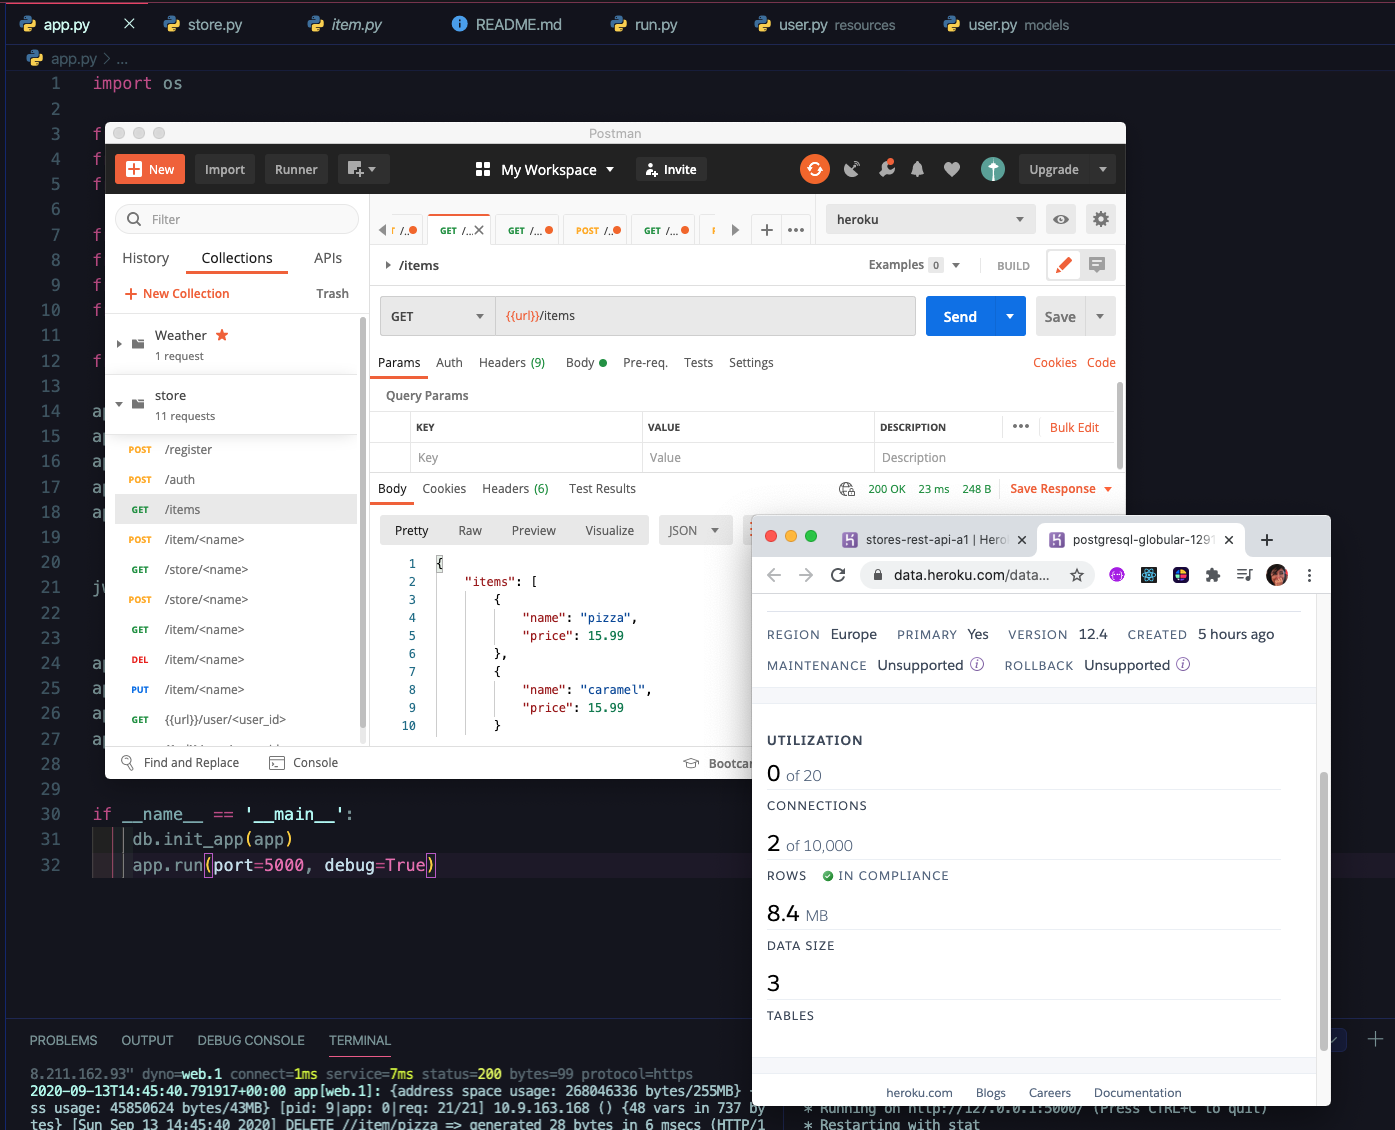 app.py
store.py
item.py
README.md
run.py
user.py resources
user.py models
app.py > ...
1 import os
2
3 f
4 f
5 f
6
7 f
8 f
9 f
10 f
11
12 f
13
14 ap
15 ap
16 ap
17 ap
18 ap
19
20
21 jw
22
23
24 ap
25 ap
26 ap
27 ap
28
29
30 if __name__ == '__main__':
31 db.init_app(app)
32 app.run(port=5000, debug=True)
Postman
New
Import
Runner
My Workspace
Invite
Upgrade
Filter
History
Collections
APIs
New Collection
Trash
Weather
1 request
store
11 requests
POST /register
POST /auth
GET /items
POST /item/<name>
GET /store/<name>
POST /store/<name>
GET /item/<name>
DEL /item/<name>
PUT /item/<name>
GET {{url}}/user/<user_id>
T /..
GET /...
GET /...
POST /..
GET /...
heroku
/items
Examples 0
BUILD
GET
{{url}}/items
Send
Save
Params
Auth
Headers (9)
Body
Pre-req.
Tests
Settings
Cookies
Code
Query Params
KEY
VALUE
DESCRIPTION
Bulk Edit
Key
Value
Description
Body
Cookies
Headers (6)
Test Results
200 OK
23 ms
248 B
Save Response
Pretty
Raw
Preview
Visualize
JSON
1 {
2 "items": [
3 {
4 "name": "pizza",
5 "price": 15.99
6 },
7 {
8 "name": "caramel",
9 "price": 15.99
10 }
Find and Replace
Console
Bootca
stores-rest-api-a1 | Hero
postgresql-globular-1291
data.heroku.com/data...
REGION Europe PRIMARY Yes VERSION 12.4 CREATED 5 hours ago
MAINTENANCE Unsupported ROLLBACK Unsupported
UTILIZATION
0 of 20
CONNECTIONS
2 of 10,000
ROWS IN COMPLIANCE
8.4 MB
DATA SIZE
3
TABLES
heroku.com
Blogs
Careers
Documentation
PROBLEMS
OUTPUT
DEBUG CONSOLE
TERMINAL
8.211.162.93" dyno=web.1 connect=1ms service=7ms status=200 bytes=99 protocol=https
2020-09-13T14:45:40.791917+00:00 app[web.1]: {address space usage: 268046336 bytes/255MB}
ss usage: 45850624 bytes/43MB} [pid: 9|app: 0|req: 21/21] 10.9.163.168 () {48 vars in 737 by
tes} [Sun Sep 13 14:45:40 2020] DELETE //item/pizza => generated 28 bytes in 6 msecs (HTTP/1
* Running on http://127.0.0.1:5000/ (Press CTRL+C to quit)
* Restarting with stat